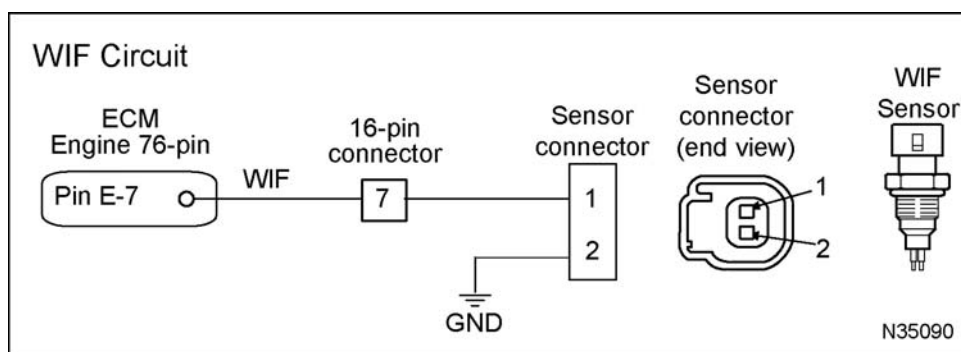 WIF Circuit
ECM
Engine 76-pin
Pin E-7
WIF
16-pin
connector
7
Sensor
connector
1
2
GND
Sensor
connector
(end view)
1
2
WIF
Sensor
N35090